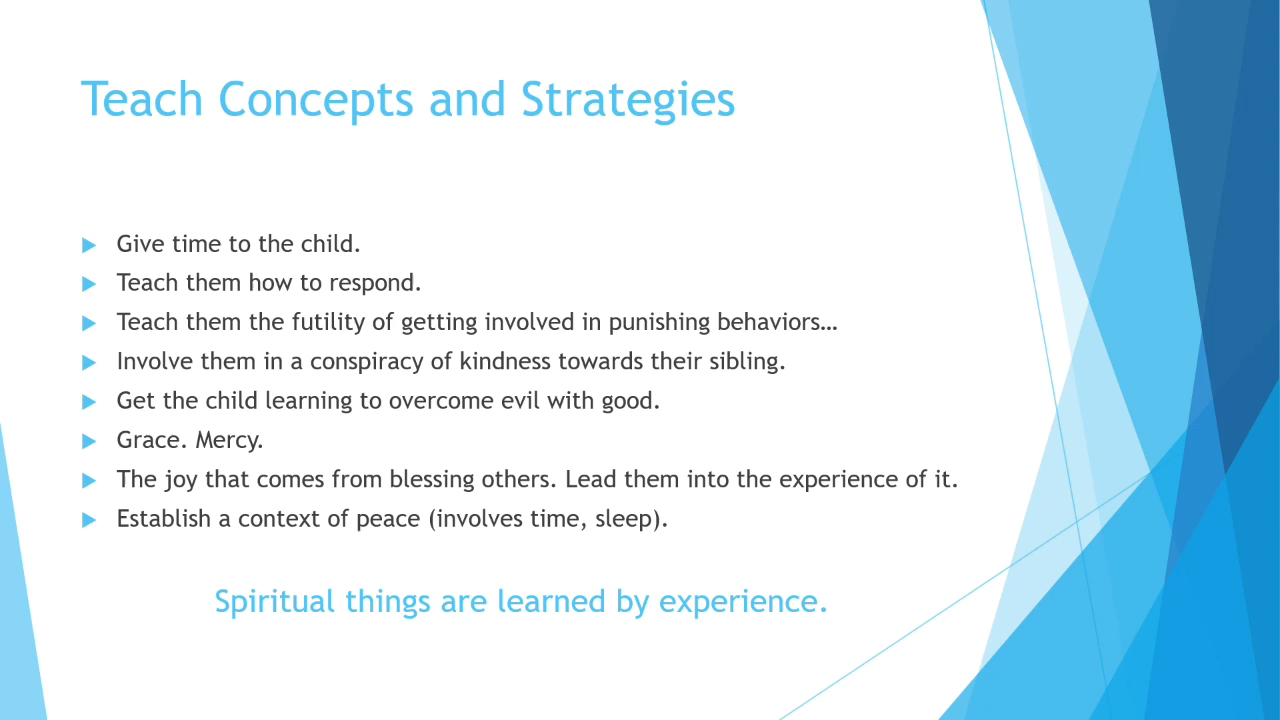 Teach Concepts and Strategies
Give time to the child.
Teach them how to respond.
Teach them the futility of getting involved in punishing behaviors…
Involve them in a conspiracy of kindness towards their sibling.
Get the child learning to overcome evil with good.
Grace. Mercy.
The joy that comes from blessing others. Lead them into the experience of it.
Establish a context of peace (involves time, sleep).
Spiritual things are learned by experience.